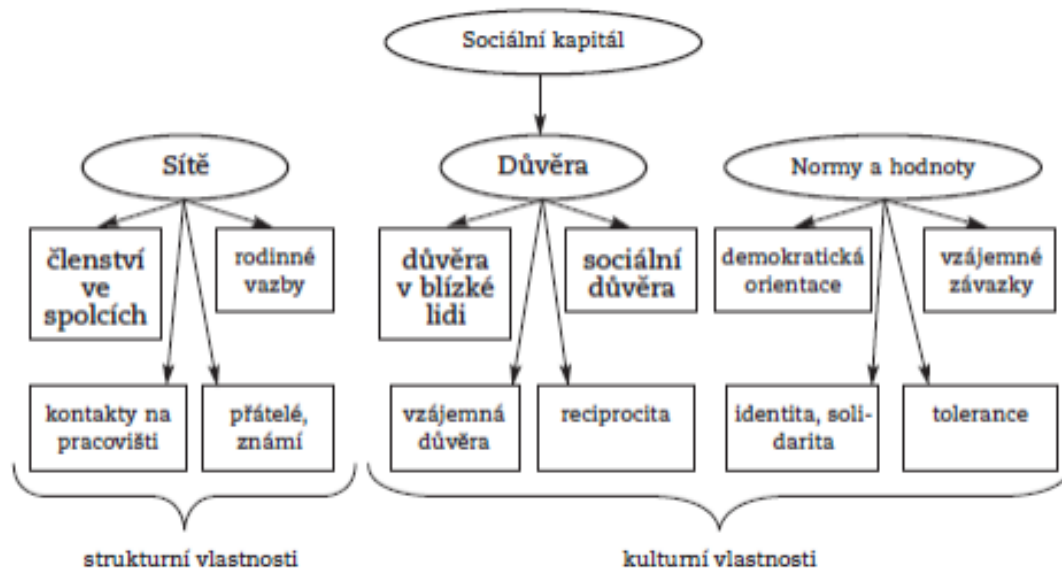 Sociální kapitál
Sítě
Důvěra
Normy a hodnoty
členství
ve
spolcích
rodinné
vazby
důvěra
v blízké
lidi
sociální
důvěra
demokratická
orientace
vzájemné
závazky
kontakty na
pracovišti
přátelé,
známí
vzájemná
důvěra
reciprocita
identita, soli-
darita
tolerance
strukturní vlastnosti
kulturní vlastnosti